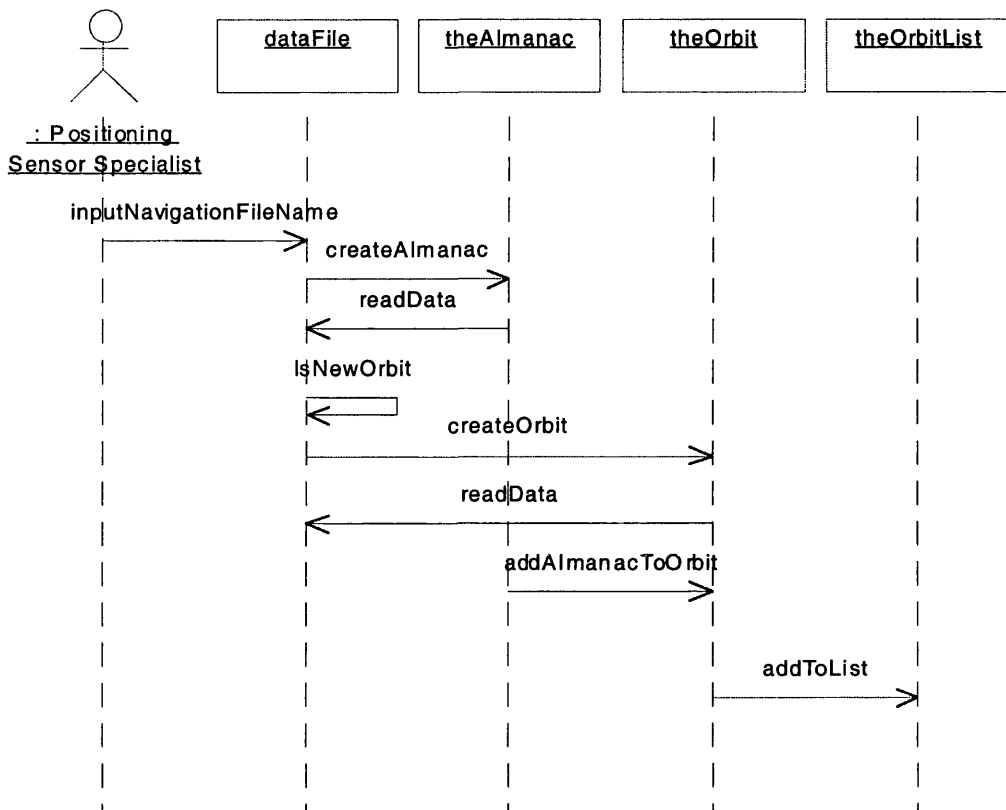 dataFile
theAlmanac
theOrbit
theOrbitList
: Positioning
Sensor Specialist
inputNavigationFileName
createAlmanac
readData
IsNewOrbit
createOrbit
readData
addAlmanacToOrbit
addToList